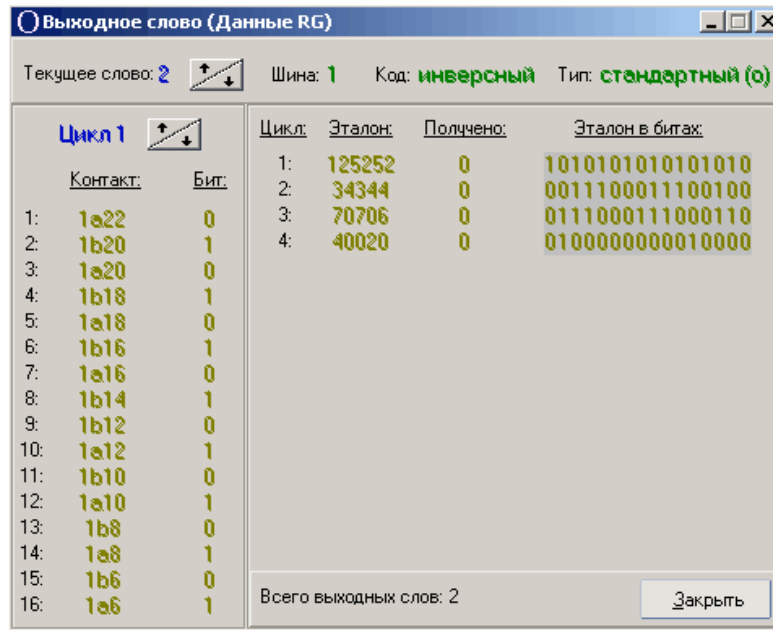 Выходное слово (Данные RG)
Текущее слово: 2 Шина: 1 Код: инверсный Тип: стандартный (о)
Цикл 1
Контакт: Бит:
1: 1a22 0
2: 1b20 1
3: 1a20 0
4: 1b18 1
5: 1a18 0
6: 1b16 1
7: 1a16 0
8: 1b14 1
9: 1b12 0
10: 1a12 1
11: 1b10 0
12: 1a10 1
13: 1b8 0
14: 1a8 1
15: 1b6 0
16: 1a6 1
Цикл: Эталон: Получено: Эталон в битах:
1: 125252 0 1010101010101010
2: 34344 0 0011100011100100
3: 70706 0 0111000111000110
4: 40020 0 0100000000010000
Всего выходных слов: 2
Закрыть